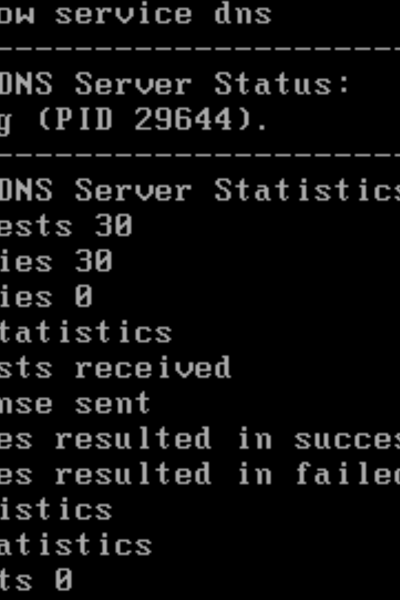 ow service dns
--------------------
DNS Server Status:
g (PID 29644).
--------------------
DNS Server Statistics
ests 30
ies 30
ies 0
tatistics
sts received
nse sent
es resulted in succes
es resulted in failed
istics
atistics
ts 0